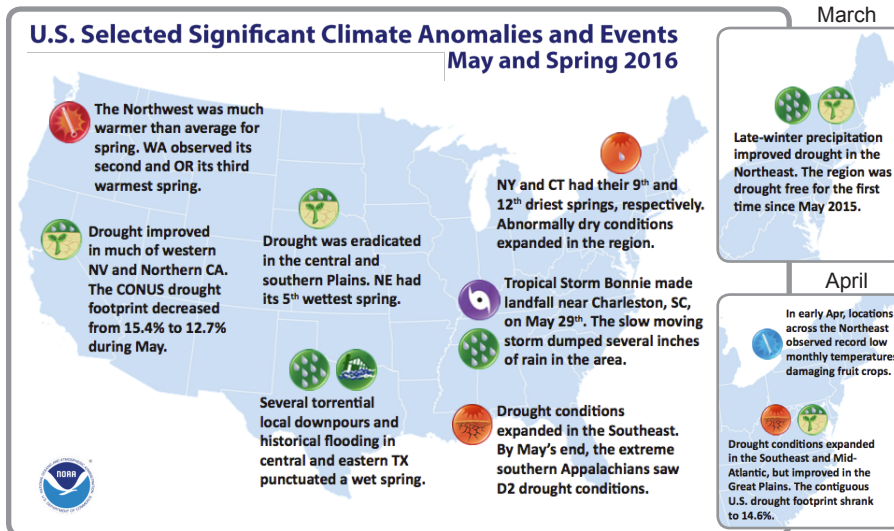 U.S. Selected Significant Climate Anomalies and Events
May and Spring 2016
The Northwest was much
warmer than average for
spring. WA observed its
second and OR its third
warmest spring.
Drought improved
in much of western
NV and Northern CA.
The CONUS drought
footprint decreased
from 15.4% to 12.7%
during May.
Drought was eradicated
in the central and
southern Plains. NE had
its 5th wettest spring.
Several torrential
local downpours and
historical flooding in
central and eastern TX
punctuated a wet spring.
NY and CT had their 9th and
12th driest springs, respectively.
Abnormally dry conditions
expanded in the region.
Tropical Storm Bonnie made
landfall near Charleston, SC,
on May 29th. The slow moving
storm dumped several inches
of rain in the area.
Drought conditions
expanded in the Southeast.
By May’s end, the extreme
southern Appalachians saw
D2 drought conditions.
March
Late-winter precipitation
improved drought in the
Northeast. The region was
drought free for the first
time since May 2015.
April
In early Apr, locations
across the Northeast
observed record low
monthly temperatures
damaging fruit crops.
Drought conditions expanded
in the Southeast and Mid-
Atlantic, but improved in the
Great Plains. The contiguous
U.S. drought footprint shrank
to 14.6%.
NOAA